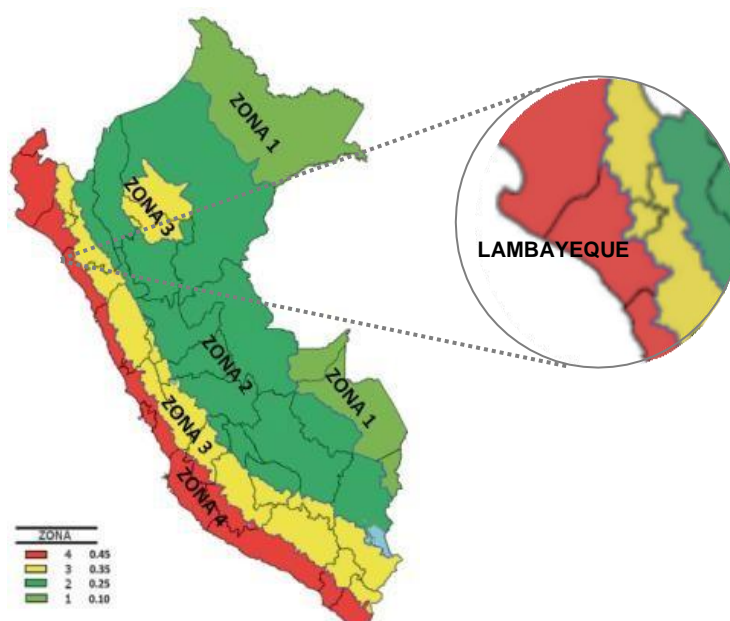 ZONA 1
ZONA 3
LAMBAYEQUE
ZONA 2
ZONA 1
ZONA 3
ZONA 4
ZONA
4 0.45
3 0.35
2 0.25
1 0.10